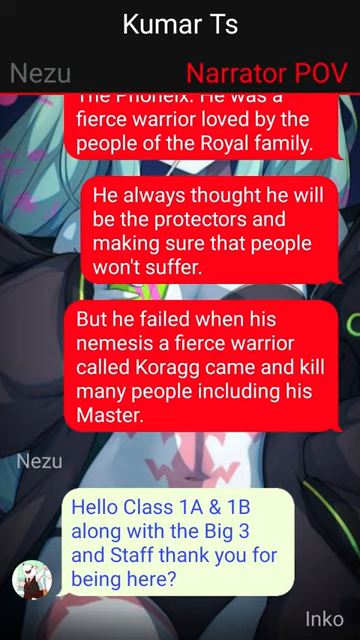 Kumar Ts
Nezu
Narrator POV
The Phoneix. He was a
fierce warrior loved by the
people of the Royal family.
He always thought he will
be the protectors and
making sure that people
won't suffer.
But he failed when his
nemesis a fierce warrior
called Koragg came and kill
many people including his
Master.
Nezu
Hello Class 1A & 1B
along with the Big 3
and Staff thank you for
being here?
Inko